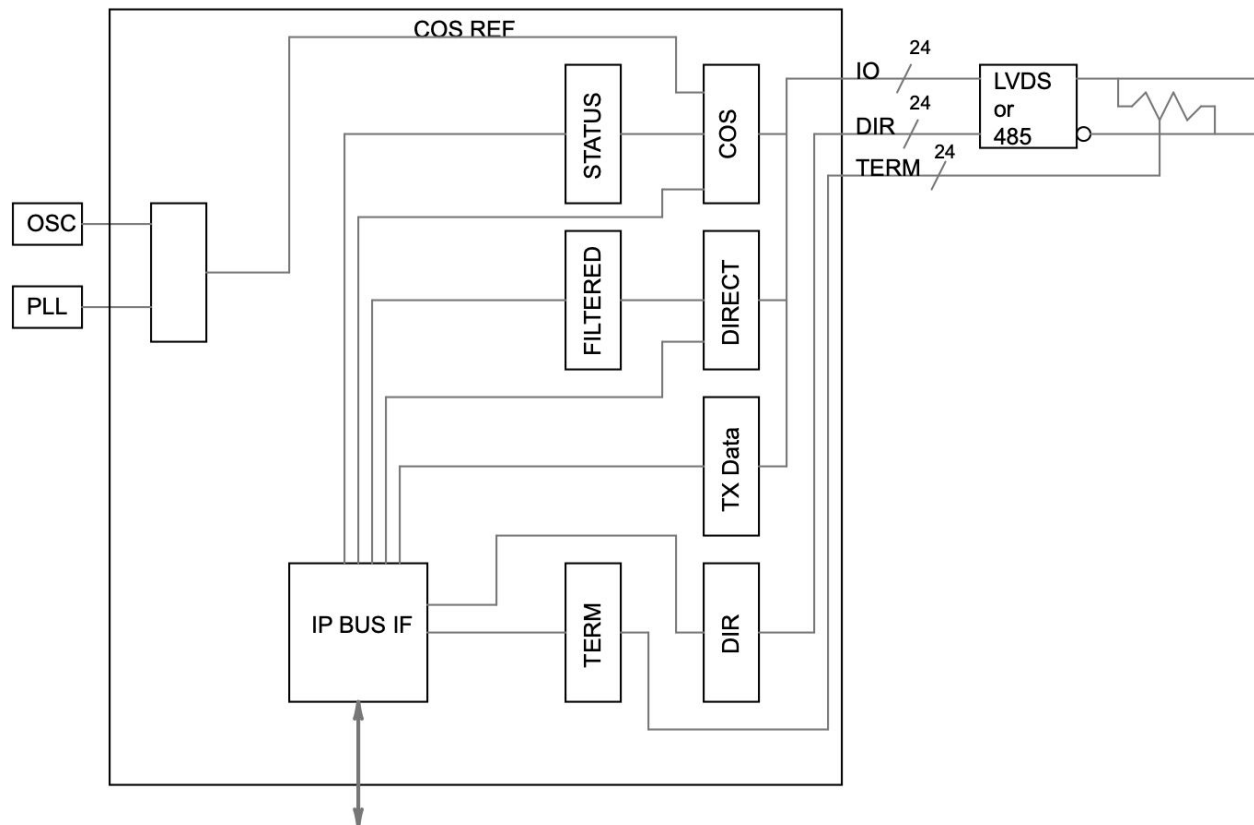 COS REF
24
IO
LVDS
or
485
24
DIR
24
TERM
STATUS
COS
OSC
PLL
FILTERED
DIRECT
TX Data
IP BUS IF
TERM
DIR